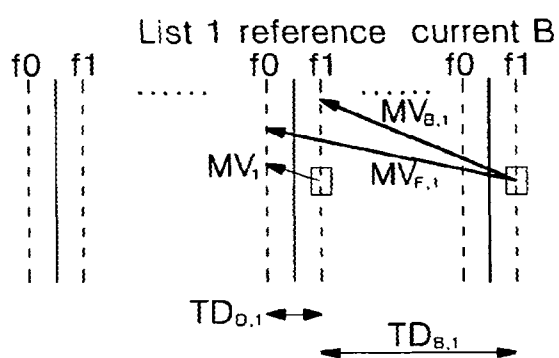 List 1 reference current B
f0 f1 f0 f1 f0 f1
...... ......
MV_B,1
MV_1
MV_F,1
TD_D,1
TD_B,1